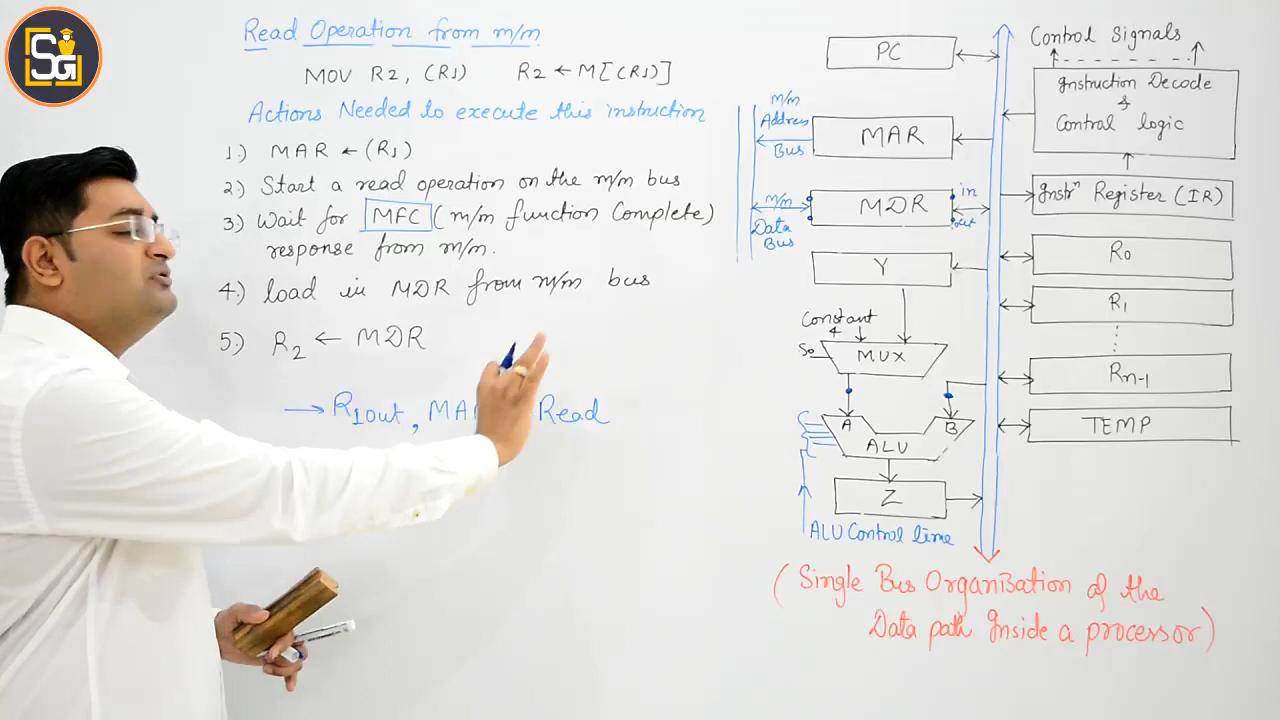 SG
Read Operation from m/m
MOV R2, (R1) R2 ← M[(R1)]
Actions Needed to execute this instruction
1.) MAR ← (R1)
2.) Start a read operation on the m/m bus
3.) Wait for MFC (m/m function Complete)
response from m/m.
4.) load in MDR from m/m bus
5.) R2 ← MDR
→ R1out, Read
PC
MAR
MDR
in
out
Y
Constant
4
S0
MUX
A
B
ALU
Z
ALU Control line
m/m
Address
Bus
m/m
Data
Bus
Control Signals
Instruction Decode
&
Control logic
Instrn Register (IR)
R0
R1
Rn-1
TEMP
(Single Bus Organisation of the
Data path Inside a processor)